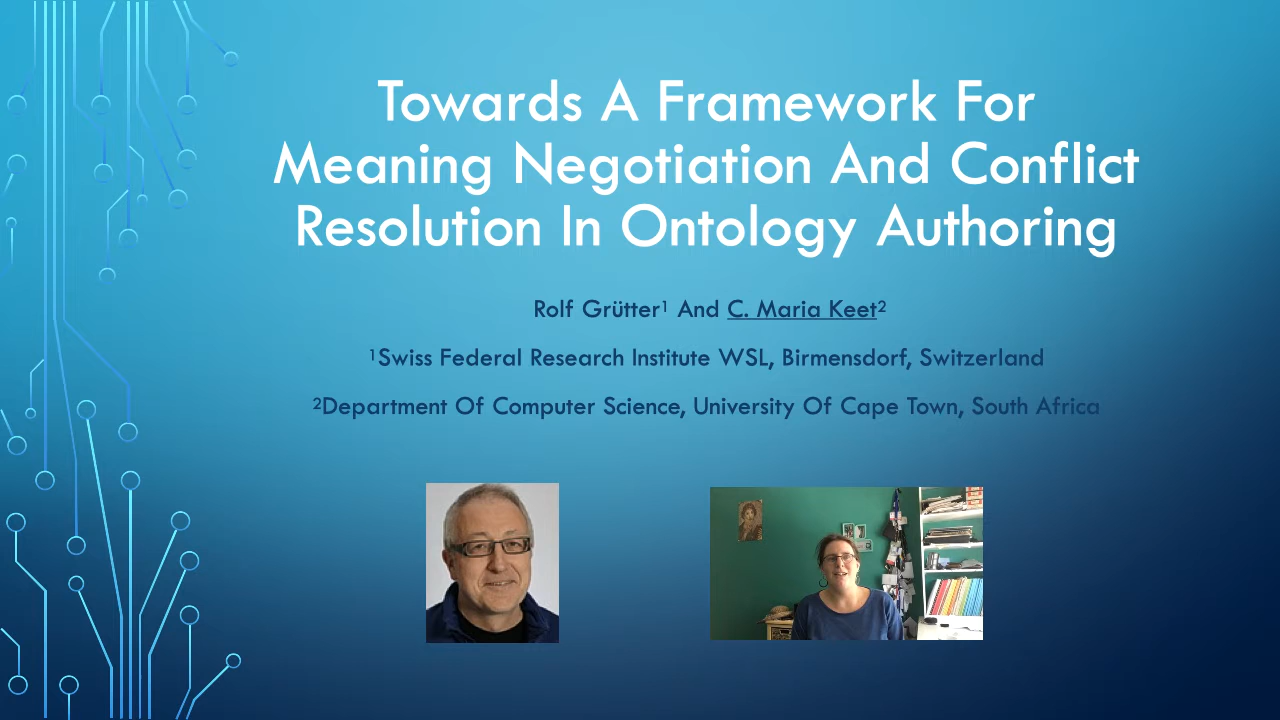 Towards A Framework For
Meaning Negotiation And Conflict
Resolution In Ontology Authoring
Rolf Grütter¹ And C. Maria Keet²
¹Swiss Federal Research Institute WSL, Birmensdorf, Switzerland
²Department Of Computer Science, University Of Cape Town, South Africa